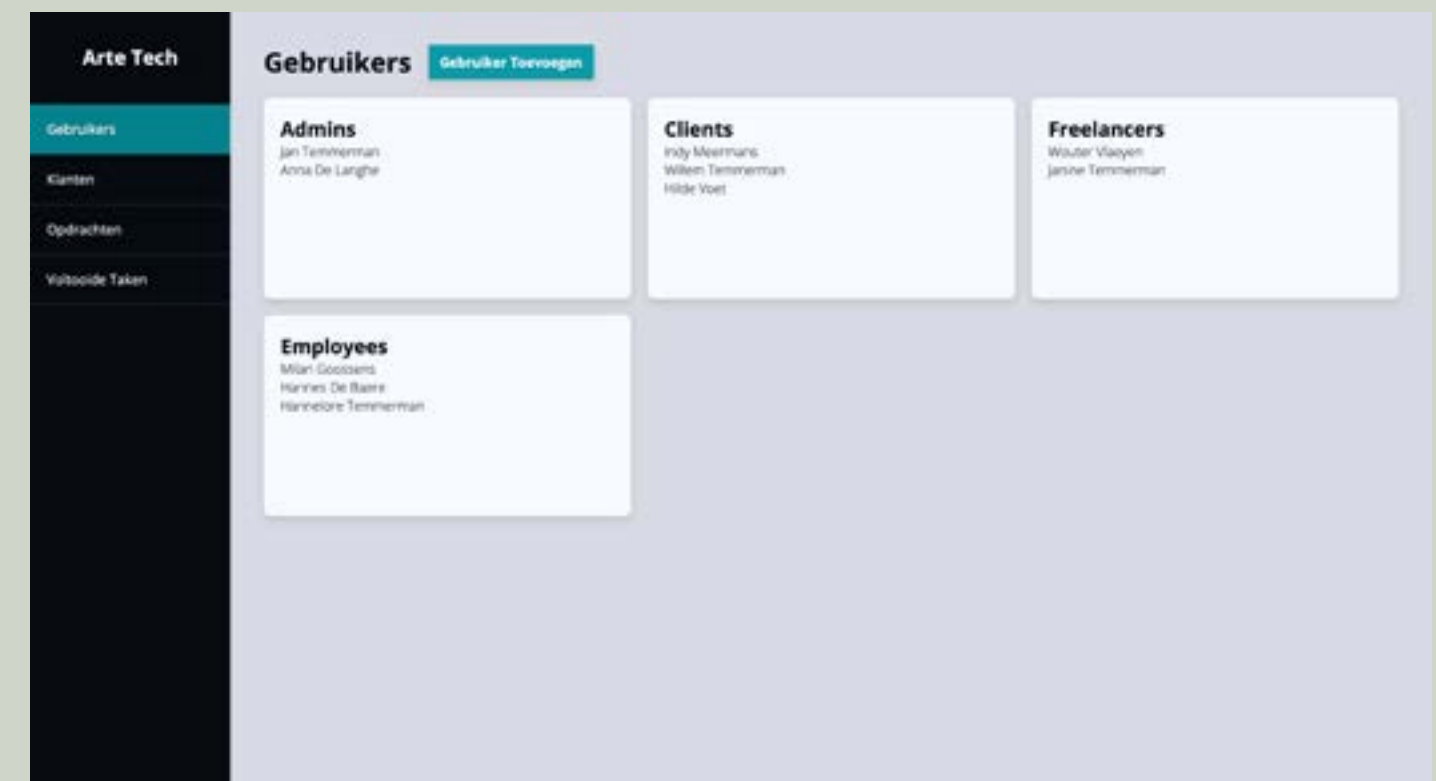 Arte Tech
Gebruikers
Klanten
Opdrachten
Voltooide Taken
Gebruikers
Gebruiker Toevoegen
Admins
Jan Temmerman
Anna De Langhe
Clients
Indy Meermans
Willem Temmerman
Hilde Voet
Freelancers
Wouter Vlaeyen
Janine Temmerman
Employees
Milan Goossens
Hannes De Baere
Hannelore Temmerman